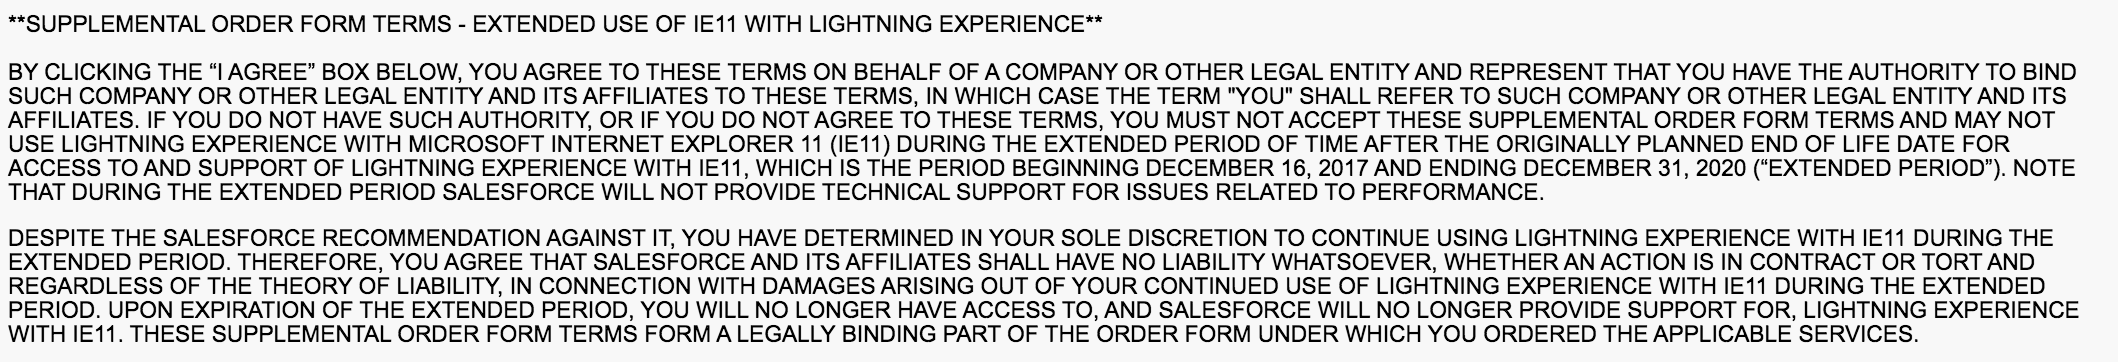 **SUPPLEMENTAL ORDER FORM TERMS - EXTENDED USE OF IE11 WITH LIGHTNING EXPERIENCE**
BY CLICKING THE “I AGREE” BOX BELOW, YOU AGREE TO THESE TERMS ON BEHALF OF A COMPANY OR OTHER LEGAL ENTITY AND REPRESENT THAT YOU HAVE THE AUTHORITY TO BIND
SUCH COMPANY OR OTHER LEGAL ENTITY AND ITS AFFILIATES TO THESE TERMS, IN WHICH CASE THE TERM "YOU" SHALL REFER TO SUCH COMPANY OR OTHER LEGAL ENTITY AND ITS
AFFILIATES. IF YOU DO NOT HAVE SUCH AUTHORITY, OR IF YOU DO NOT AGREE TO THESE TERMS, YOU MUST NOT ACCEPT THESE SUPPLEMENTAL ORDER FORM TERMS AND MAY NOT
USE LIGHTNING EXPERIENCE WITH MICROSOFT INTERNET EXPLORER 11 (IE11) DURING THE EXTENDED PERIOD OF TIME AFTER THE ORIGINALLY PLANNED END OF LIFE DATE FOR
ACCESS TO AND SUPPORT OF LIGHTNING EXPERIENCE WITH IE11, WHICH IS THE PERIOD BEGINNING DECEMBER 16, 2017 AND ENDING DECEMBER 31, 2020 (“EXTENDED PERIOD”). NOTE
THAT DURING THE EXTENDED PERIOD SALESFORCE WILL NOT PROVIDE TECHNICAL SUPPORT FOR ISSUES RELATED TO PERFORMANCE.
DESPITE THE SALESFORCE RECOMMENDATION AGAINST IT, YOU HAVE DETERMINED IN YOUR SOLE DISCRETION TO CONTINUE USING LIGHTNING EXPERIENCE WITH IE11 DURING THE
EXTENDED PERIOD. THEREFORE, YOU AGREE THAT SALESFORCE AND ITS AFFILIATES SHALL HAVE NO LIABILITY WHATSOEVER, WHETHER AN ACTION IS IN CONTRACT OR TORT AND
REGARDLESS OF THE THEORY OF LIABILITY, IN CONNECTION WITH DAMAGES ARISING OUT OF YOUR CONTINUED USE OF LIGHTNING EXPERIENCE WITH IE11 DURING THE EXTENDED
PERIOD. UPON EXPIRATION OF THE EXTENDED PERIOD, YOU WILL NO LONGER HAVE ACCESS TO, AND SALESFORCE WILL NO LONGER PROVIDE SUPPORT FOR, LIGHTNING EXPERIENCE
WITH IE11. THESE SUPPLEMENTAL ORDER FORM TERMS FORM A LEGALLY BINDING PART OF THE ORDER FORM UNDER WHICH YOU ORDERED THE APPLICABLE SERVICES.